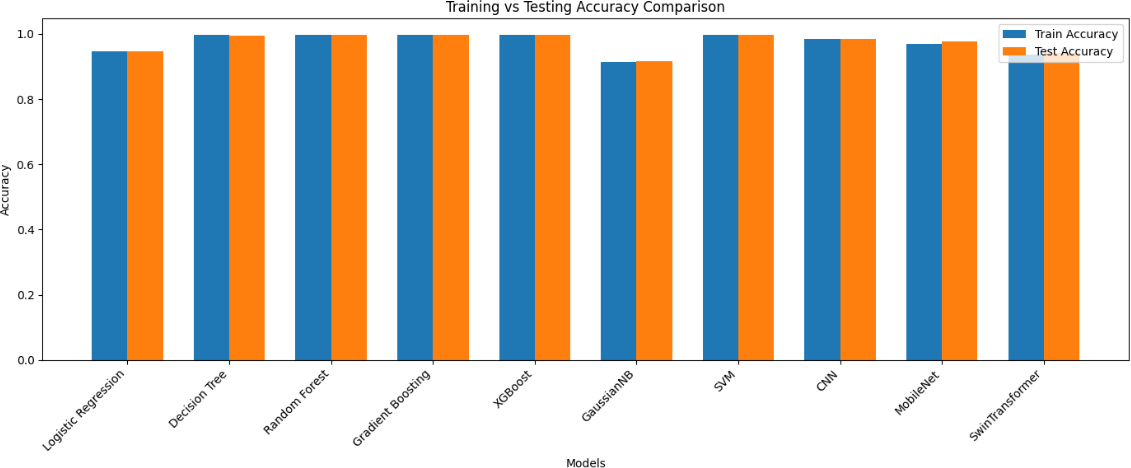 Training vs Testing Accuracy Comparison
1.0
0.8
0.6
0.4
0.2
0.0
Accuracy
Train Accuracy
Test Accuracy
Logistic Regression
Decision Tree
Random Forest
Gradient Boosting
XGBoost
GaussianNB
SVM
CNN
MobileNet
SwinTransformer
Models